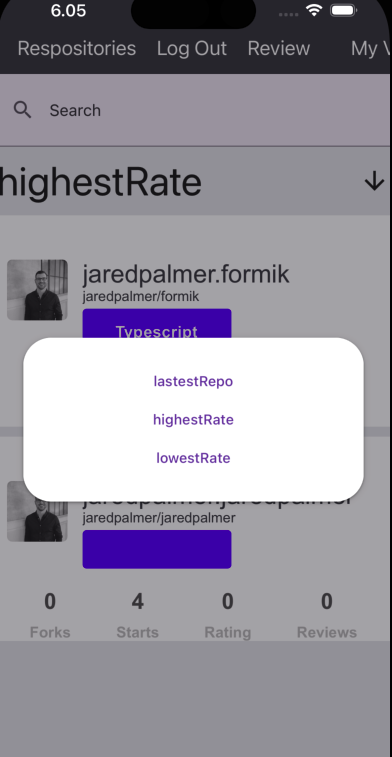 6.05
Respositories Log Out Review My
Search
highestRate
jaredpalmer.formik
jaredpalmer/formik
Typescript
lastestRepo
highestRate
lowestRate
jaredpalmer.jaredpalmer
jaredpalmer/jaredpalmer
0 4 0 0
Forks Starts Rating Reviews